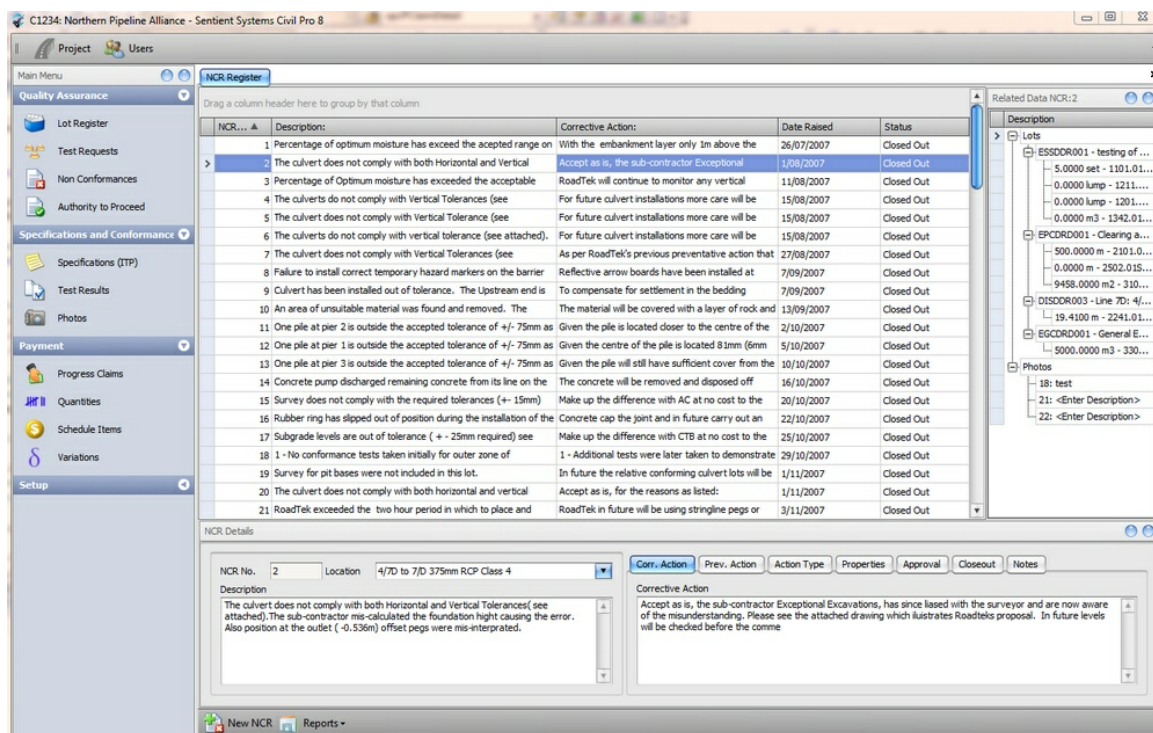 C1234: Northern Pipeline Alliance - Sentient Systems Civil Pro 8
Project Users
Main Menu
Quality Assurance
Lot Register
Test Requests
Non Conformances
Authority to Proceed
Specifications and Conformance
Specifications (ITP)
Test Results
Photos
Payment
Progress Claims
Quantities
Schedule Items
Variations
Setup
NCR Register
Drag a column header here to group by that column
NCR... Description: Corrective Action: Date Raised Status
1 Percentage of optimum moisture has exceed the acepted range on With the embankment layer only 1m above the 26/07/2007 Closed Out
2 The culvert does not comply with both Horizontal and Vertical Accept as is, the sub-contractor Exceptional 1/08/2007 Closed Out
3 Percentage of Optimum moisture has exceeded the acceptable RoadTek will continue to monitor any vertical 11/08/2007 Closed Out
4 The culverts do not comply with Vertical Tolerances (see For future culvert installations more care will be 15/08/2007 Closed Out
5 The culvert does not comply with Vertical Tolerances (see For future culvert installations more care will be 15/08/2007 Closed Out
6 The culverts do not comply with vertical tolerance (see attached). For future culvert installations more care will be 15/08/2007 Closed Out
7 The culvert does not comply with Vertical Tolerances (see As per RoadTek's previous preventative action that 27/08/2007 Closed Out
8 Failure to install correct temporary hazard markers on the barrier Reflective arrow boards have been installed at 7/09/2007 Closed Out
9 Culvert has been installed out of tolerance. The Upstream end is To compensate for settlement in the bedding 7/09/2007 Closed Out
10 An area of unsuitable material was found and removed. The The material will be covered with a layer of rock and 13/09/2007 Closed Out
11 One pile at pier 2 is outside the accepted tolerance of +/- 75mm as Given the pile is located closer to the centre of the 2/10/2007 Closed Out
12 One pile at pier 1 is outside the accepted tolerance of +/- 75mm as Given the centre of the pile is located 81mm (6mm 5/10/2007 Closed Out
13 One pile at pier 3 is outside the accepted tolerance of +/- 75mm as Given the pile will still have sufficient cover from the 10/10/2007 Closed Out
14 Concrete pump discharged remaining concrete from its line on the The concrete will be removed and disposed off 16/10/2007 Closed Out
15 Survey does not comply with the required tolerances (+- 15mm) Make up the difference with AC at no cost to the 20/10/2007 Closed Out
16 Rubber ring has slipped out of position during the installation of the Concrete cap the joint and in future carry out an 22/10/2007 Closed Out
17 Subgrade levels are out of tolerance ( + - 25mm required) see Make up the difference with CTB at no cost to the 25/10/2007 Closed Out
18 1 - No conformance tests taken initially for outer zone of 1 - Additional tests were later taken to demonstrate 29/10/2007 Closed Out
19 Survey for pit bases were not included in this lot. In future the relative conforming culvert lots will be 1/11/2007 Closed Out
20 The culvert does not comply with both horizontal and vertical Accept as is, for the reasons as listed: 1/11/2007 Closed Out
21 RoadTek exceeded the two hour period in which to place and RoadTek in future will be using stringline pegs or 3/11/2007 Closed Out
Related Data NCR:2
Description
Lots
ESSDDR001 - testing of ...
5.0000 set - 1101.01...
0.0000 lump - 1211....
0.0000 lump - 1201....
0.0000 m3 - 1342.01...
EPCDRD001 - Clearing a...
500.0000 m - 2101.0...
0.0000 m - 2502.01S...
9458.0000 m2 - 310...
DISDDR003 - Line 7D: 4/...
19.4100 m - 2241.01...
EGCDRD001 - General E...
5000.0000 m3 - 330...
Photos
18: test
21: <Enter Description>
22: <Enter Description>
NCR Details
NCR No. 2 Location 4/7D to 7/D 375mm RCP Class 4
Description
The culvert does not comply with both Horizontal and Vertical Tolerances( see
attached).The sub-contractor mis-calculated the foundation hight causing the error.
Also position at the outlet ( -0.536m) offset pegs were mis-interprated.
Corr. Action Prev. Action Action Type Properties Approval Closeout Notes
Corrective Action
Accept as is, the sub-contractor Exceptional Excavations, has since liased with the surveyor and are now aware
of the misunderstanding. Please see the attached drawing which iluistrates Roadteks proposal. In future levels
will be checked before the comme
New NCR Reports